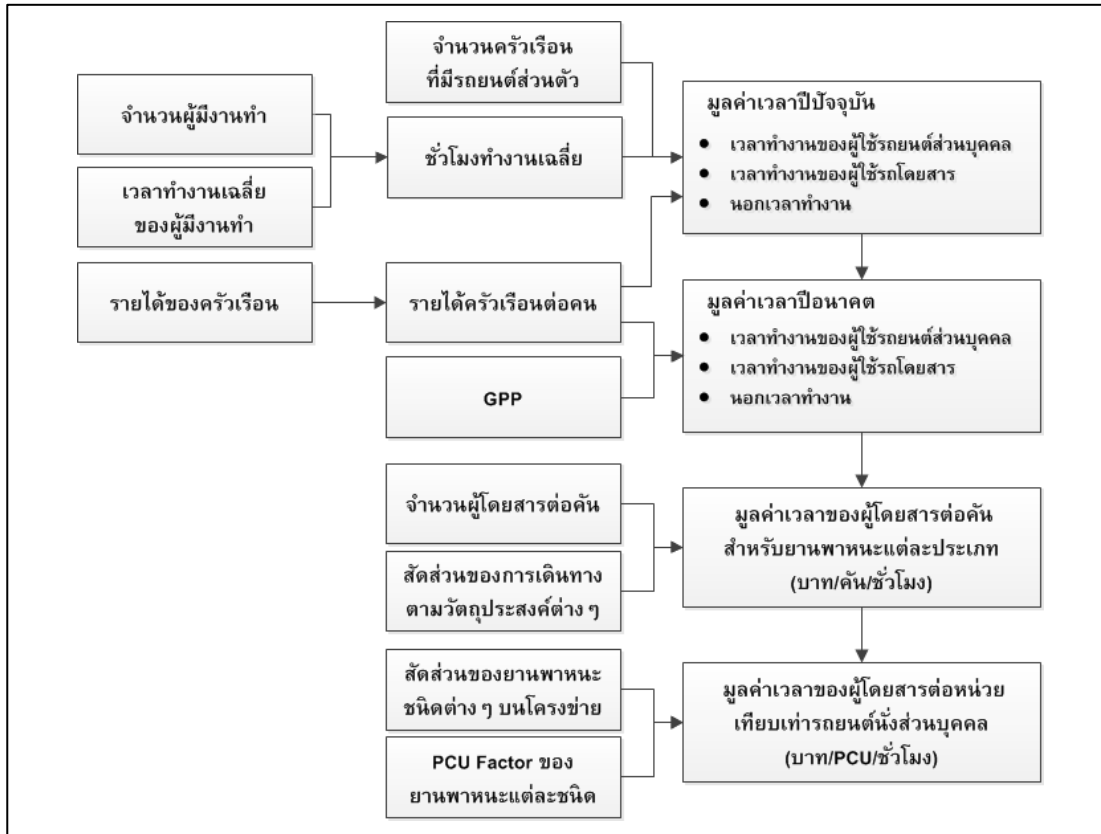 จำนวนครัวเรือน
ที่มีรถยนต์ส่วนตัว
จำนวนผู้มีงานทำ
ชั่วโมงทำงานเฉลี่ย
เวลาทำงานเฉลี่ย
ของผู้มีงานทำ
มูลค่าเวลาปีปัจจุบัน
● เวลาทำงานของผู้ใช้รถยนต์ส่วนบุคคล
● เวลาทำงานของผู้ใช้รถโดยสาร
● นอกเวลาทำงาน
รายได้ของครัวเรือน
รายได้ครัวเรือนต่อคน
GPP
มูลค่าเวลาปีอนาคต
● เวลาทำงานของผู้ใช้รถยนต์ส่วนบุคคล
● เวลาทำงานของผู้ใช้รถโดยสาร
● นอกเวลาทำงาน
จำนวนผู้โดยสารต่อคัน
สัดส่วนของการเดินทาง
ตามวัตถุประสงค์ต่าง ๆ
มูลค่าเวลาของผู้โดยสารต่อคัน
สำหรับยานพาหนะแต่ละประเภท
(บาท/คัน/ชั่วโมง)
สัดส่วนของยานพาหนะ
ชนิดต่าง ๆ บนโครงข่าย
PCU Factor ของ
ยานพาหนะแต่ละชนิด
มูลค่าเวลาของผู้โดยสารต่อหน่วย
เทียบเท่ารถยนต์นั่งส่วนบุคคล
(บาท/PCU/ชั่วโมง)